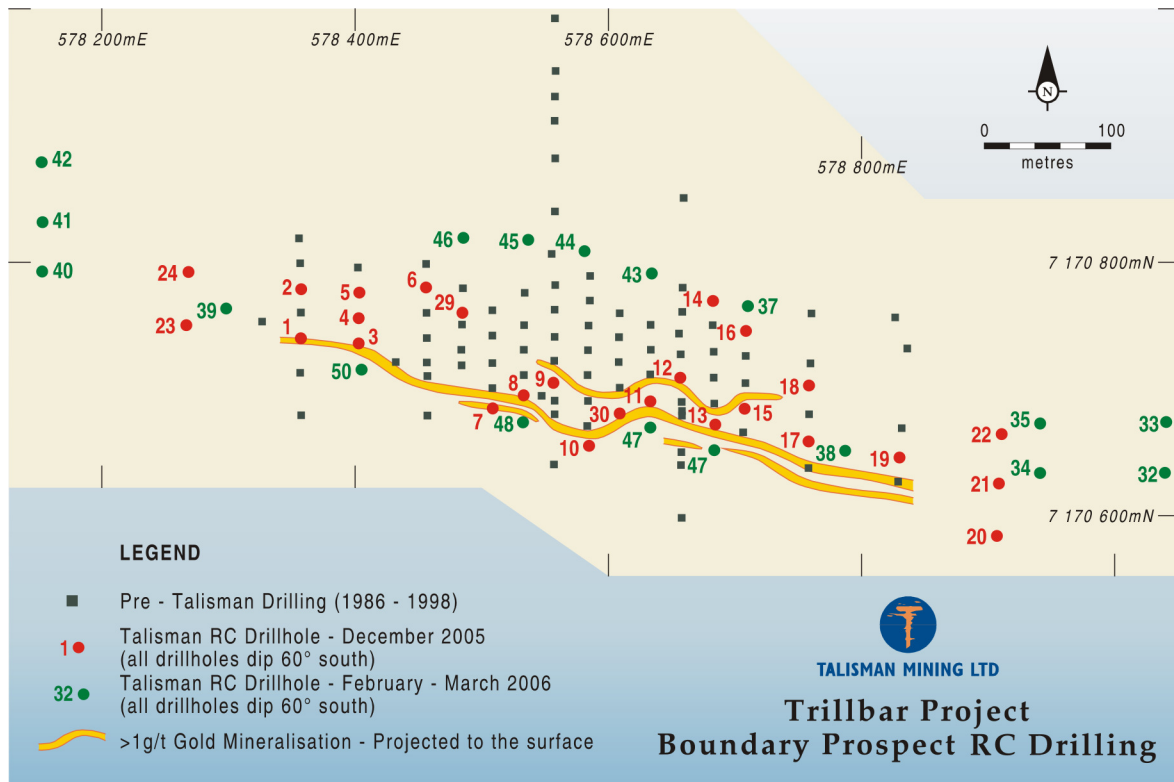 578 200mE
578 400mE
578 600mE
N
0 100
metres
578 800mE
42
41
40
46
45
44
43
24
39
23
2
5
6
29
4
1
3
50
14
37
16
7 170 800mN
12
9
8
7
48
10
30
11
47
13
47
15
18
17
38
19
22
35
33
21
34
32
20
7 170 600mN
LEGEND
Pre - Talisman Drilling (1986 - 1998)
1 Talisman RC Drillhole - December 2005
(all drillholes dip 60° south)
32 Talisman RC Drillhole - February - March 2006
(all drillholes dip 60° south)
>1g/t Gold Mineralisation - Projected to the surface
TALISMAN MINING LTD
Trillbar Project
Boundary Prospect RC Drilling